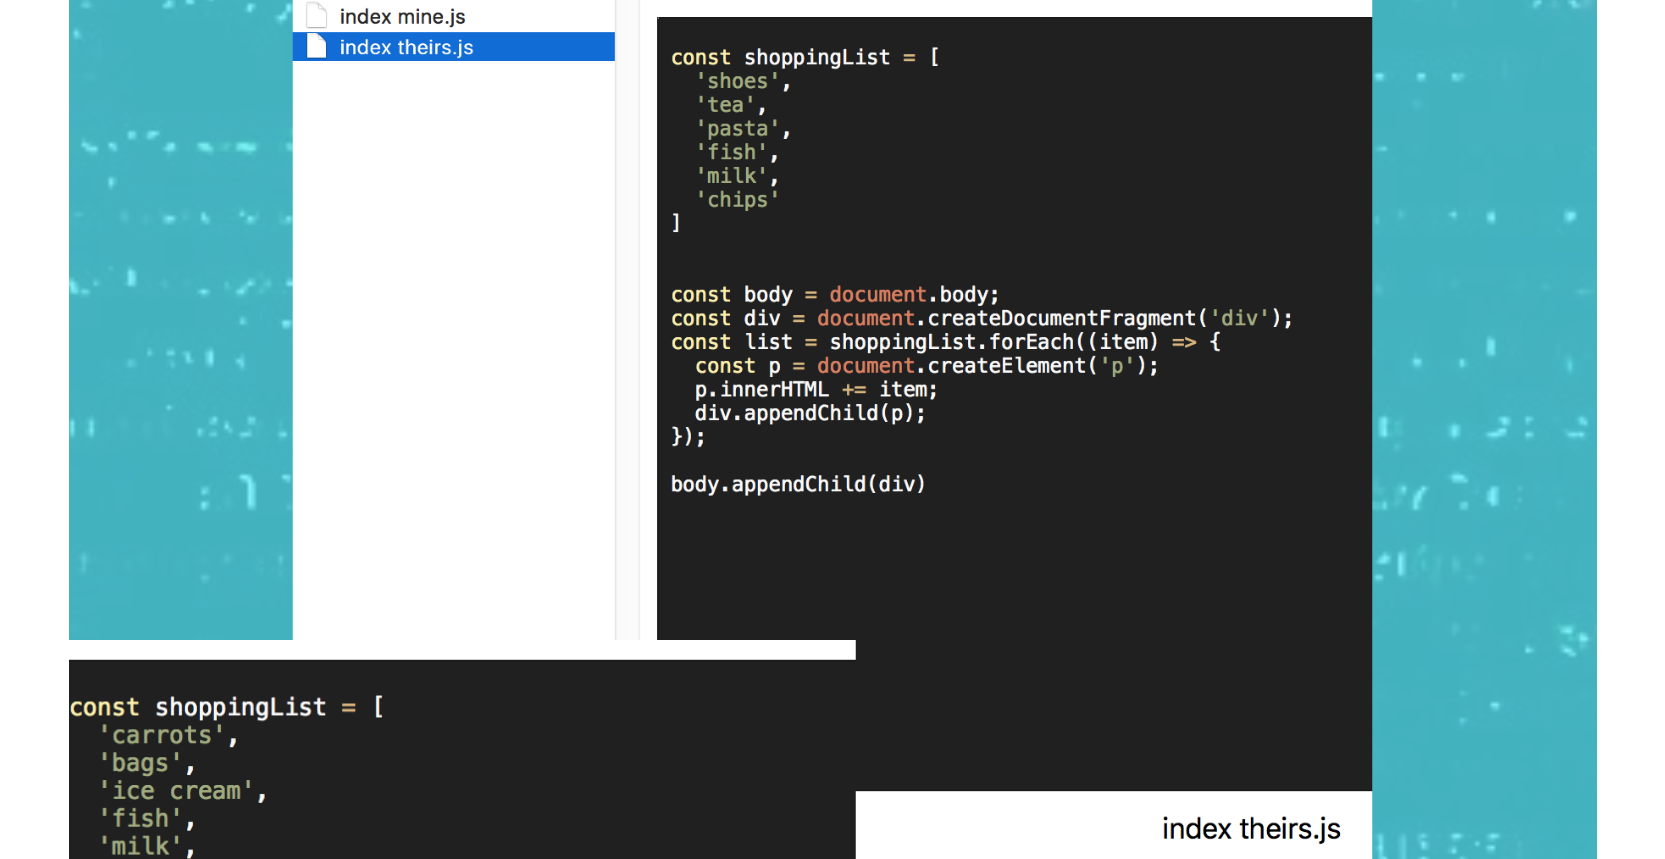 index mine.js
index theirs.js
const shoppingList = [
  'shoes',
  'tea',
  'pasta',
  'fish',
  'milk',
  'chips'
]
const body = document.body;
const div = document.createDocumentFragment('div');
const list = shoppingList.forEach((item) => {
  const p = document.createElement('p');
  p.innerHTML += item;
  div.appendChild(p);
});
body.appendChild(div)
const shoppingList = [
  'carrots',
  'bags',
  'ice cream',
  'fish',
  'milk',
index theirs.js